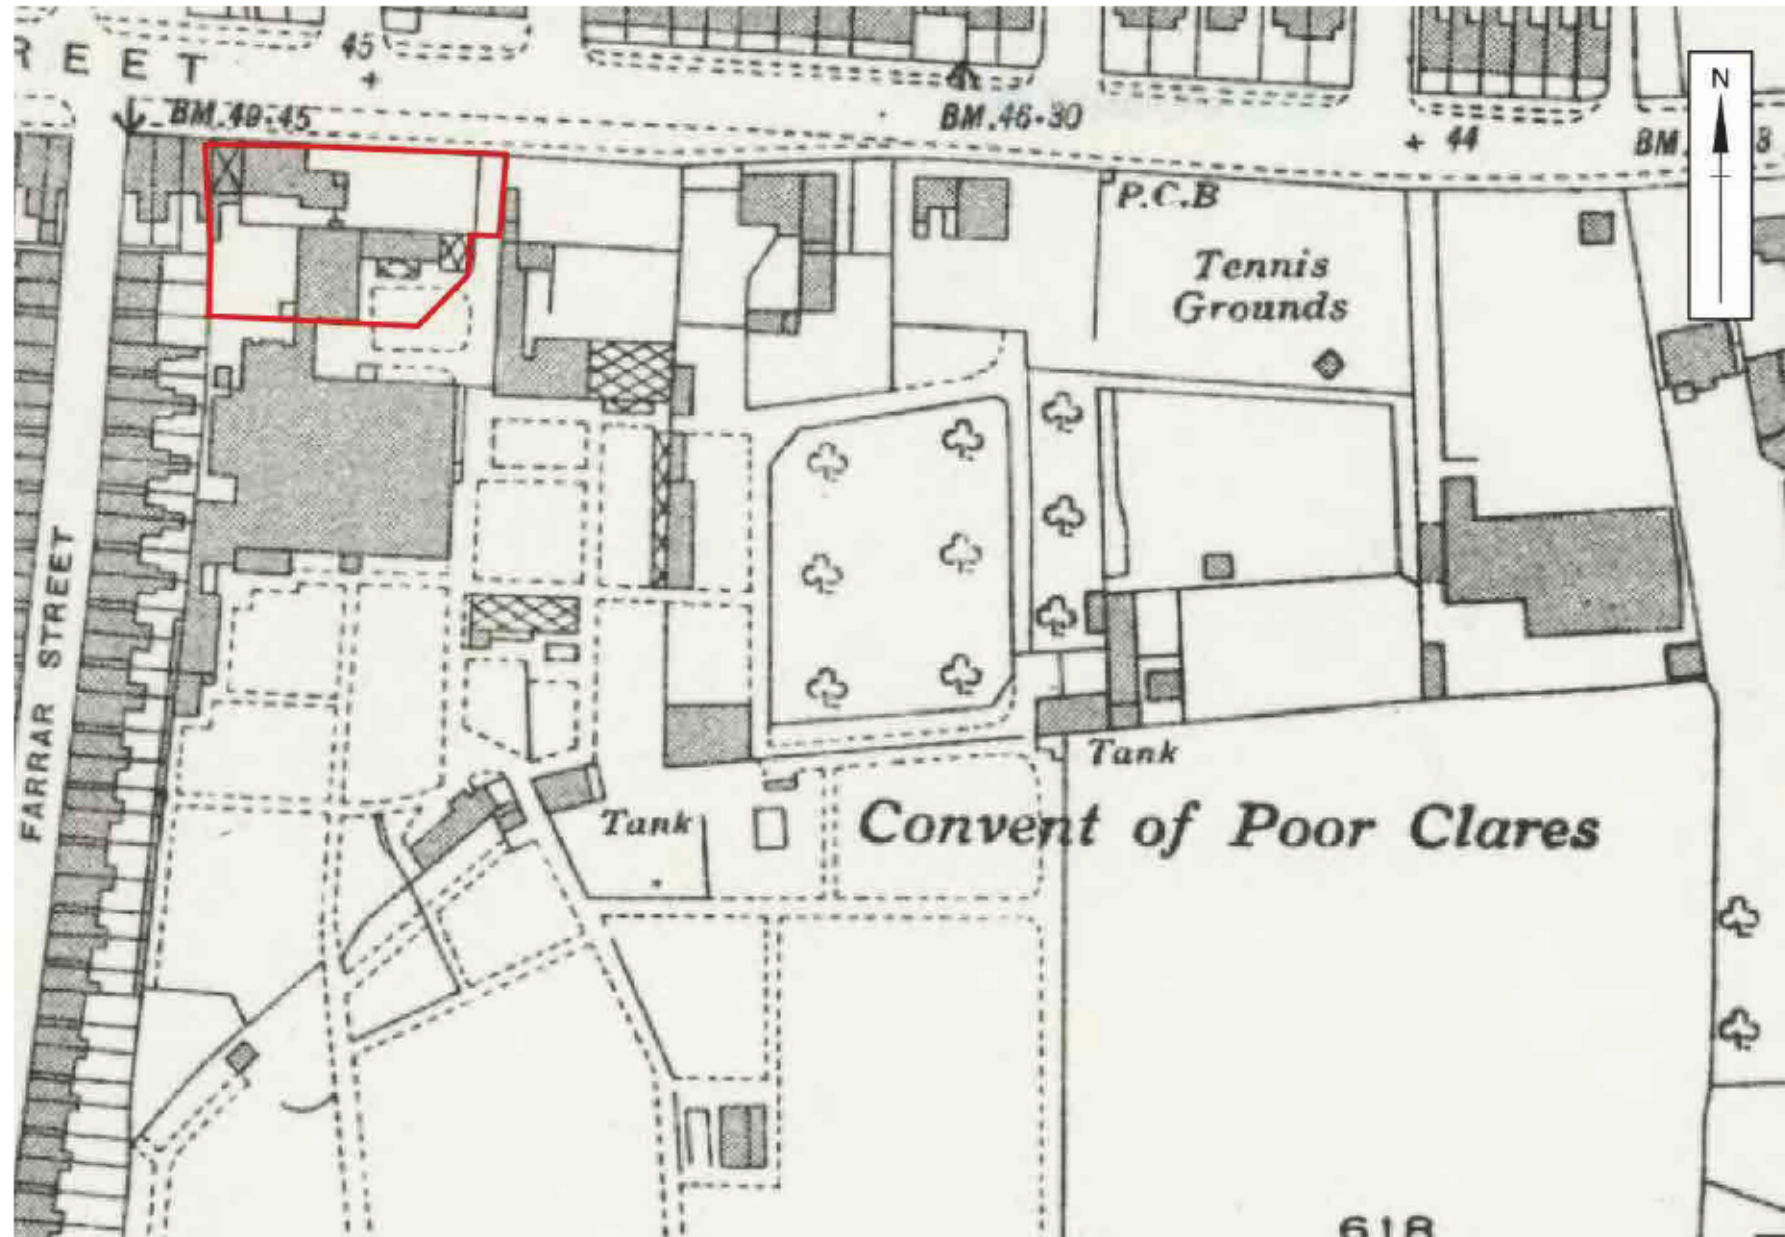 REET
45
BM.49·45
BM.46·30
44
BM.
8
N
P.C.B
Tennis
Grounds
FARRAR STREET
Tank
Tank
Convent of Poor Clares
618